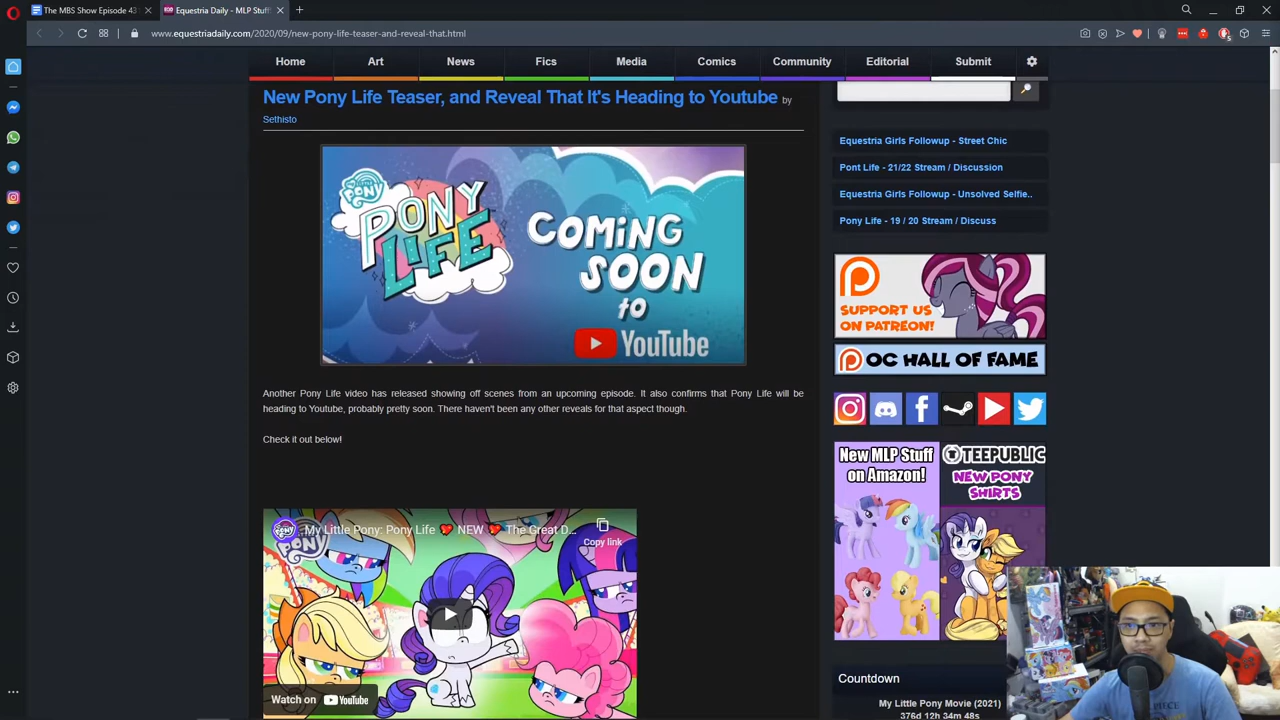 The MBS Show Episode 43
Equestria Daily - MLP Stuff
88
www.equestriadaily.com/2020/09/new-pony-life-teaser-and-reveal-that.html
Home
Art
News
Fics
Media
Comics
Community
Editorial
Submit
New Pony Life Teaser, and Reveal That It's Heading to Youtube by
Sethisto
my LITTLE PONY
PONY
LIFE
COMING
SOON
to
YouTube
Another Pony Life video has released showing off scenes from an upcoming episode. It also confirms that Pony Life will be
heading to Youtube, probably pretty soon. There haven't been any other reveals for that aspect though.
Check it out below!
My Little Pony: Pony Life 💔 NEW 💔 The Great D...
Copy link
Watch on YouTube
Equestria Girls Followup - Street Chic
Pont Life - 21/22 Stream / Discussion
Equestria Girls Followup - Unsolved Selfie..
Pony Life - 19 / 20 Stream / Discuss
SUPPORT US
ON PATREON!
OC HALL OF FAME
New MLP Stuff
on Amazon!
TEEPUBLIC
NEW PONY
SHIRTS
Countdown
My Little Pony Movie (2021)
376d 12h 34m 48s